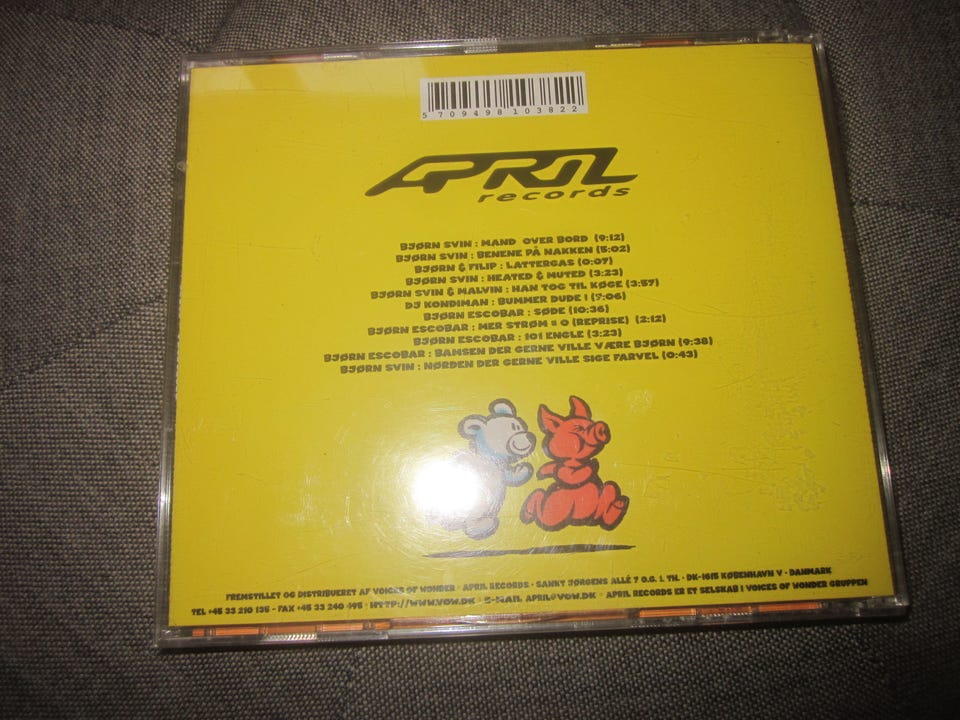 5 709498 103822
APRIL
records
BJØRN SVIN : MAND OVER BORD (9:12)
BJØRN SVIN : BENENE PÅ NAKKEN (5:02)
BJØRN & FILIP : LATTERGAS (0:07)
BJØRN SVIN : HEATED & MUTED (3:23)
BJØRN SVIN & MALVIN : HAN TOG TIL KØGE (3:57)
DJ KONDIMAN : BUMMER DUDE !
BJØRN ESCOBAR : SØDE (10:36)
BJØRN ESCOBAR : MER STRØM = O (REPRISE) (2:12)
BJØRN ESCOBAR : 101 ENGLE (3:23)
BJØRN ESCOBAR : BAMSEN DER GERNE VILLE VÆRE BJØRN (9:38)
BJØRN SVIN : NØRDEN DER GERNE VILLE SIGE FARVEL (0:43)
FREMSTILLET OG DISTRIBUERET AF VOICES OF WONDER · APRIL RECORDS · SANKT JØRGENS ALLÉ 7 O.G. 1. TH. · DK-1615 KØBENHAVN V · DANMARK
TEL +45 33 210 135 - FAX +45 33 240 495 · HTTP://WWW.VOW.DK · E-MAIL APRIL@VOW.DK · APRIL RECORDS ER ET SELSKAB I VOICES OF WONDER GRUPPEN